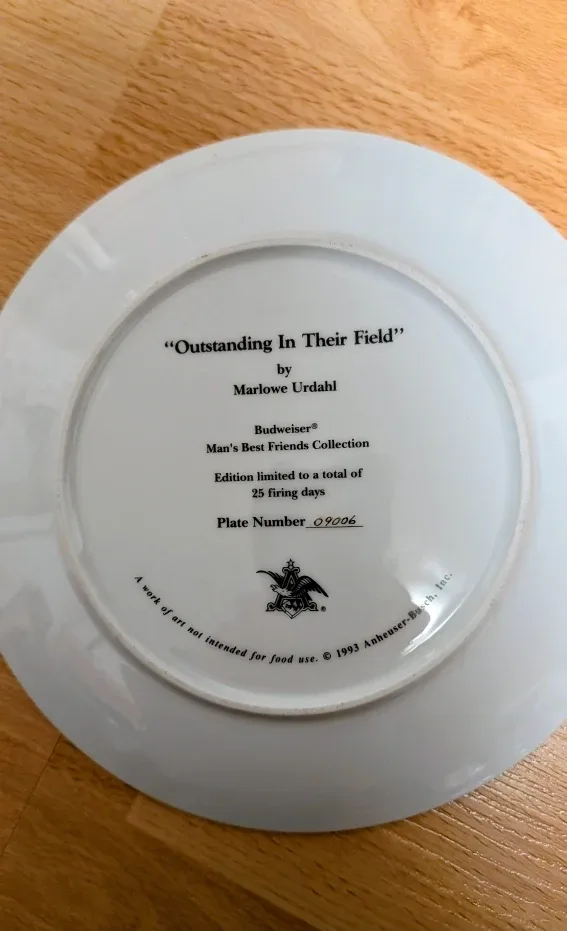 “Outstanding In Their Field”
by
Marlowe Urdahl
Budweiser®
Man's Best Friends Collection
Edition limited to a total of
25 firing days
Plate Number 09006
A
®
A work of art not intended for food use. © 1993 Anheuser-Busch, Inc.